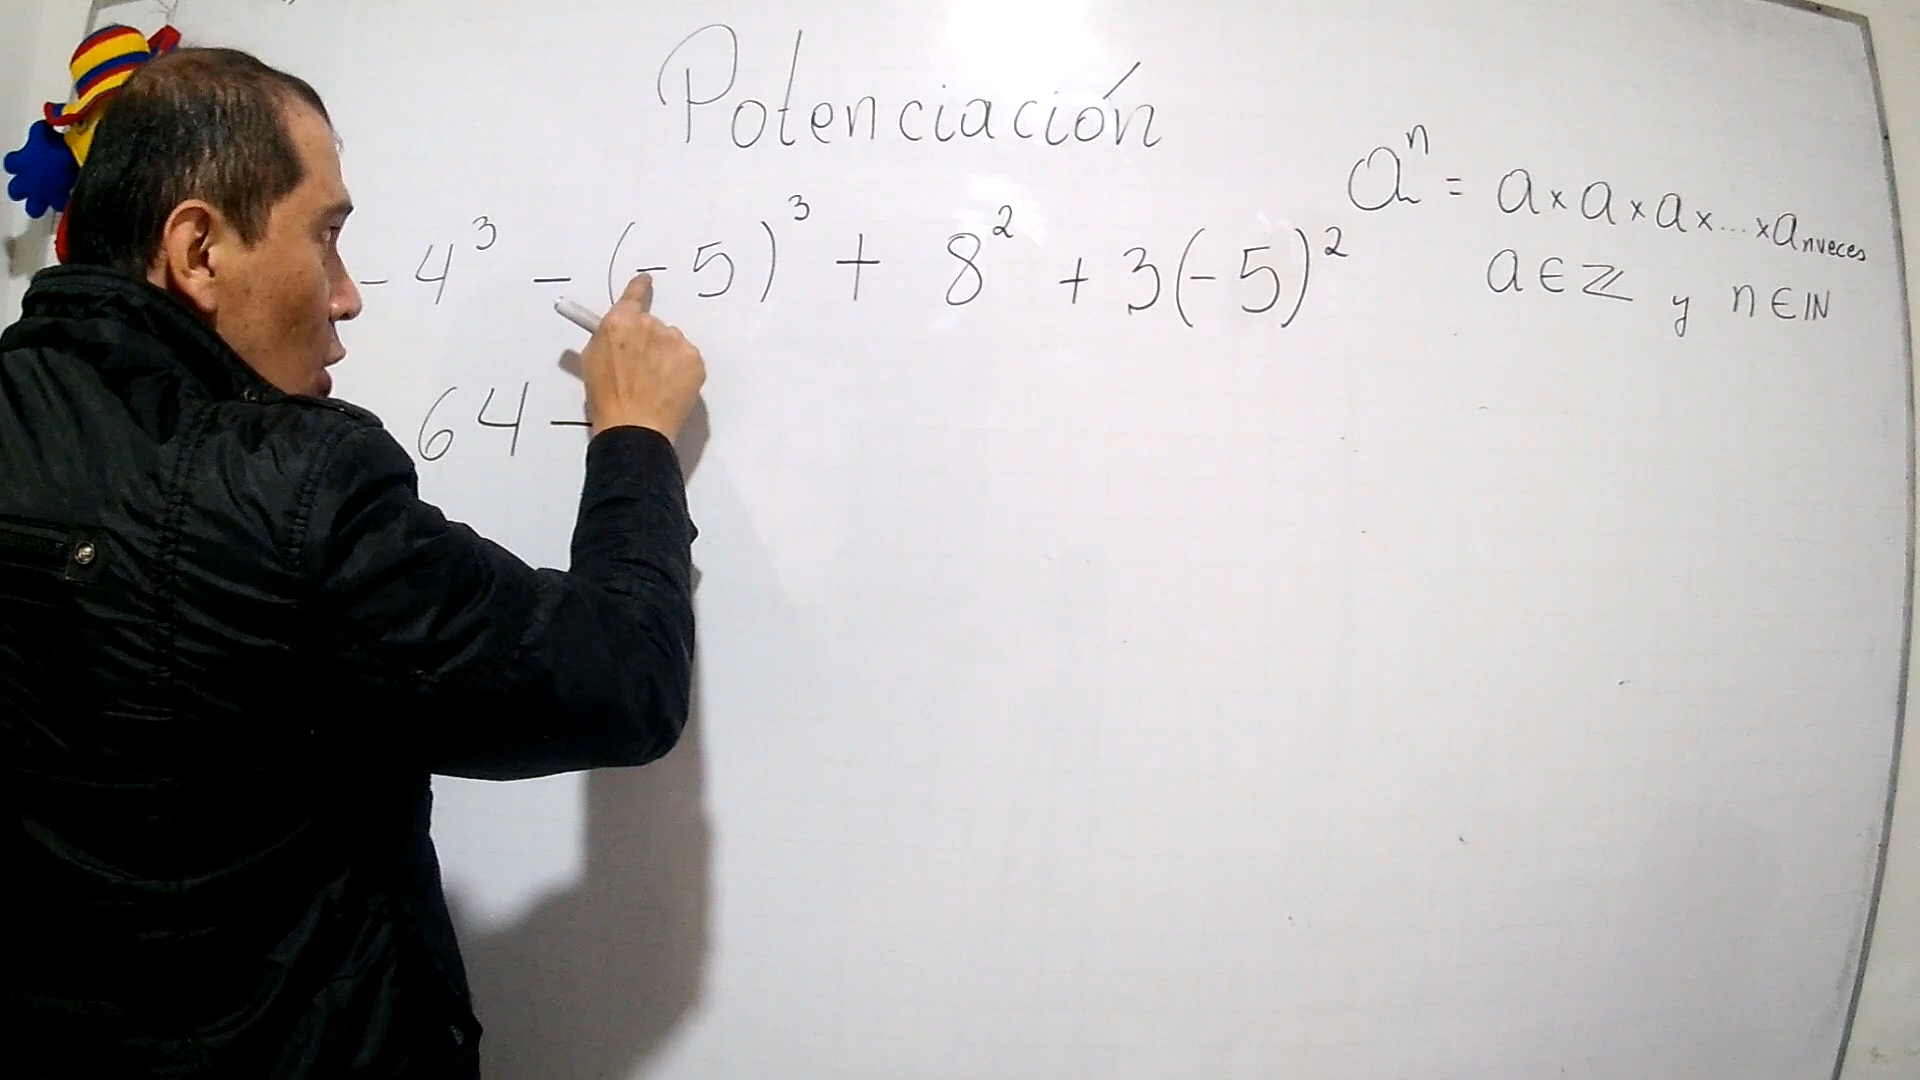 Potenciación
aⁿ = a x a x a x ... x a n veces
- 4³ - (-5)³ + 8² + 3(-5)²
a ∈ ℤ y n ∈ ℕ
64 -